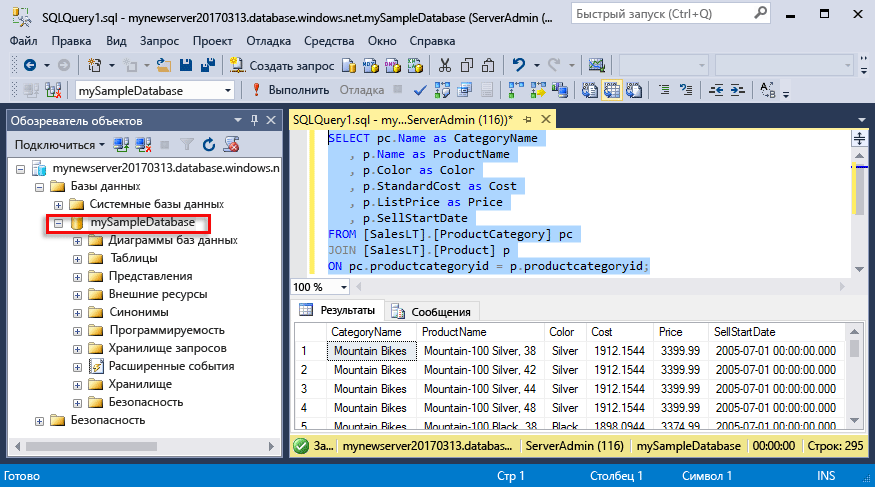 SQLQuery1.sql - mynewserver20170313.database.windows.net.mySampleDatabase (ServerAdmin (...
Быстрый запуск (Ctrl+Q)
Файл Правка Вид Запрос Проект Отладка Средства Окно Справка
Создать запрос
mySampleDatabase Выполнить Отладка
Обозреватель объектов
Подключиться
mynewserver20170313.database.windows.n
Базы данных
Системные базы данных
mySampleDatabase
Диаграммы баз данных
Таблицы
Представления
Внешние ресурсы
Синонимы
Программируемость
Хранилище запросов
Расширенные события
Хранилище
Безопасность
Безопасность
SQLQuery1.sql - my...ServerAdmin (116))*
SELECT pc.Name as CategoryName
, p.Name as ProductName
, p.Color as Color
, p.StandardCost as Cost
, p.ListPrice as Price
, p.SellStartDate
FROM [SalesLT].[ProductCategory] pc
JOIN [SalesLT].[Product] p
ON pc.productcategoryid = p.productcategoryid;
100 %
Результаты Сообщения
CategoryName ProductName Color Cost Price SellStartDate
1 Mountain Bikes Mountain-100 Silver, 38 Silver 1912.1544 3399.99 2005-07-01 00:00:00.000
2 Mountain Bikes Mountain-100 Silver, 42 Silver 1912.1544 3399.99 2005-07-01 00:00:00.000
3 Mountain Bikes Mountain-100 Silver, 44 Silver 1912.1544 3399.99 2005-07-01 00:00:00.000
4 Mountain Bikes Mountain-100 Silver, 48 Silver 1912.1544 3399.99 2005-07-01 00:00:00.000
5 Mountain Bikes Mountain-100 Black, 38 Black 1898.0944 3374.99 2005-07-01 00:00:00.000
За... mynewserver20170313.databas... ServerAdmin (116) mySampleDatabase 00:00:00 Строк: 295
Готово Стр 1 Столбец 1 Символ 1 INS